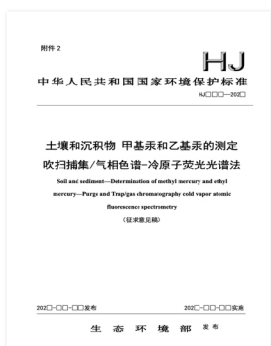 附件 2
HJ
中华人民共和国国家环境保护标准
HJ□□□—202□
土壤和沉积物 甲基汞和乙基汞的测定
吹扫捕集/气相色谱-冷原子荧光光谱法
Soil and sediment—Determination of methyl mercury and ethyl
mercury—Purge and Trap/gas chromatography cold vapor atomic
fluorescence spectrometry
（征求意见稿）
202□-□□-□□发布 202□-□□-□□实施
生态环境部 发布